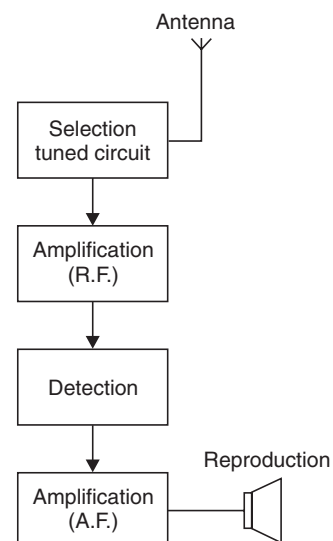 Antenna
Selection
tuned circuit
Amplification
(R.F.)
Detection
Reproduction
Amplification
(A.F.)